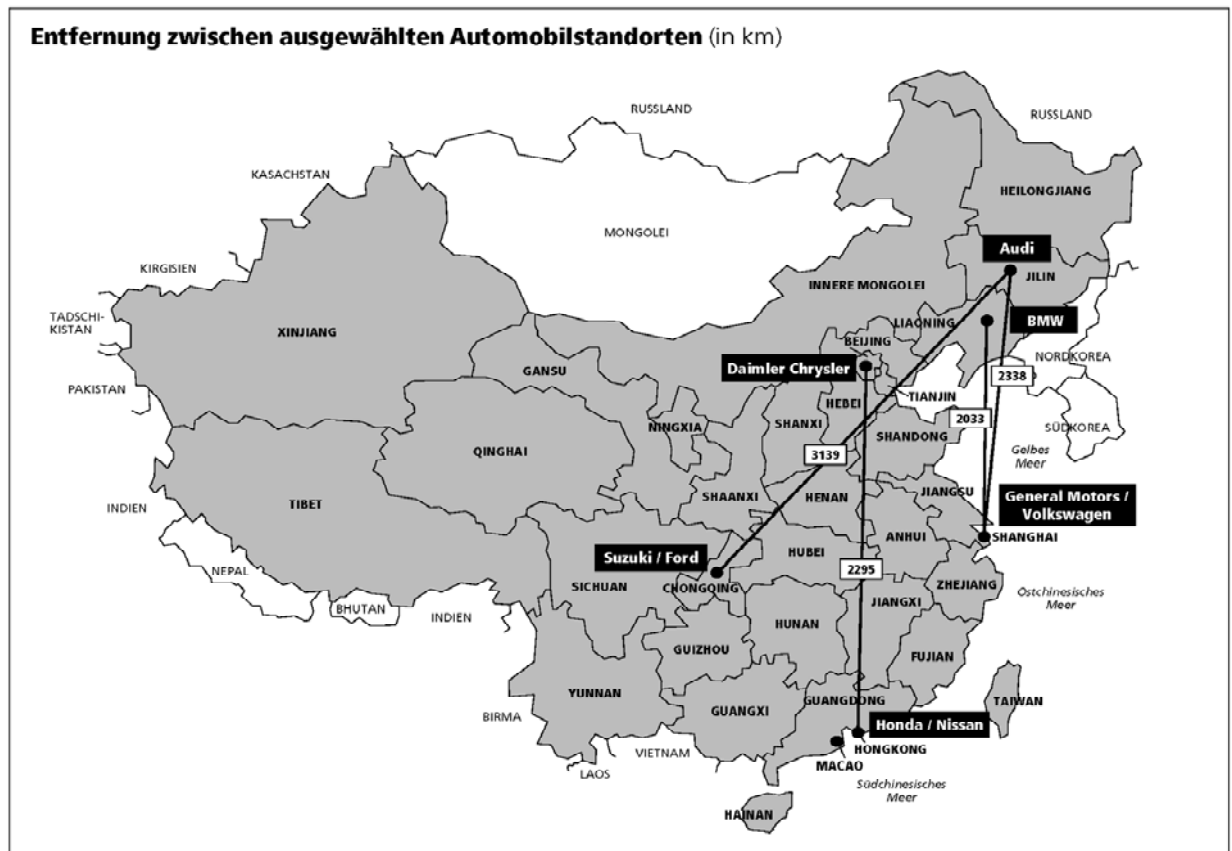 Entfernung zwischen ausgewählten Automobilstandorten (in km)
RUSSLAND
RUSSLAND
KASACHSTAN
HEILONGJIANG
MONGOLEI
Audi
KIRGISIEN
JILIN
INNERE MONGOLEI
TADSCHI-
KISTAN
XINJIANG
LIAONING
BMW
BEIJING
NORDKOREA
GANSU
Daimler Chrysler
2338
PAKISTAN
TIANJIN
HEBEI
2033
SHANXI
NINGXIA
SÜDKOREA
SHANDONG
QINGHAI
3139
Gelbes
Meer
JIANGSU
SHAANXI
HENAN
General Motors /
Volkswagen
INDIEN
TIBET
ANHUI
SHANGHAI
HUBEI
Suzuki / Ford
2295
NEPAL
SICHUAN
CHONGQING
ZHEJIANG
Ostchinesisches
Meer
JIANGXI
BHUTAN
INDIEN
HUNAN
GUIZHOU
FUJIAN
YUNNAN
GUANGDONG
TAIWAN
GUANGXI
BIRMA
Honda / Nissan
VIETNAM
HONGKONG
MACAO
LAOS
Südchinesisches
Meer
HAINAN